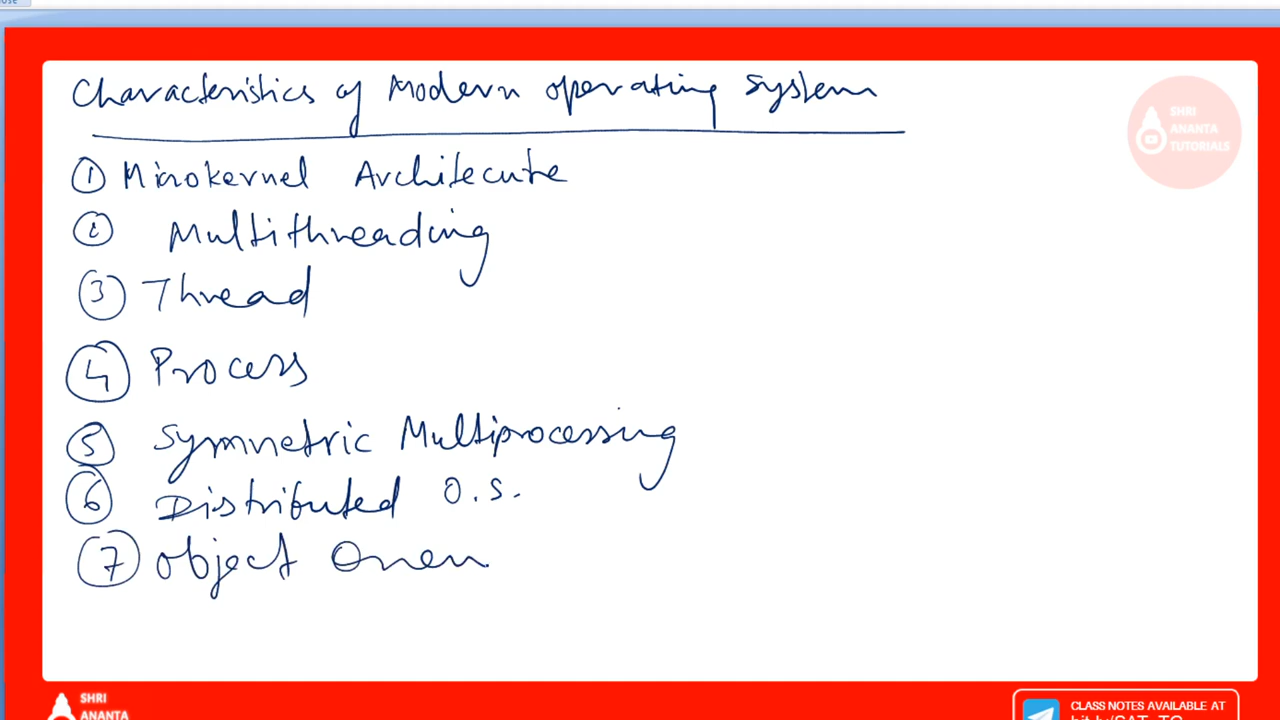 Characteristics of Modern operating system
① Microkernel Architecute
② Multithreading
③ Thread
④ Process
⑤ Symmetric Multiprocessing
⑥ Distributed O.S.
⑦ Object Orien
SHRI
ANANTA
TUTORIALS
SHRI
ANANTA
CLASS NOTES AVAILABLE AT